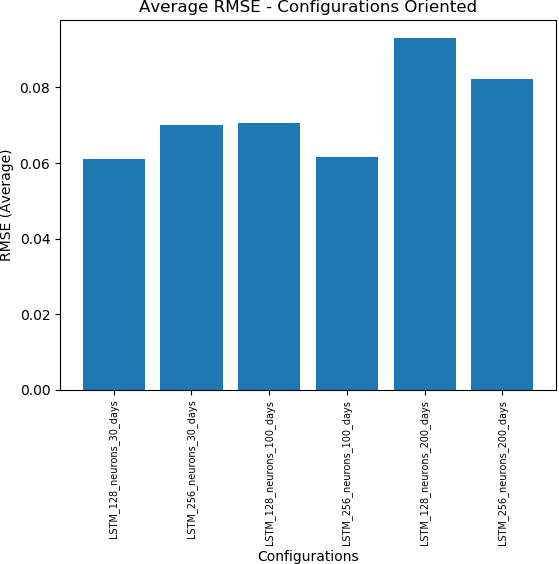 Average RMSE - Configurations Oriented
RMSE (Average)
0.08
0.06
0.04
0.02
0.00
LSTM_128_neurons_30_days
LSTM_256_neurons_30_days
LSTM_128_neurons_100_days
LSTM_256_neurons_100_days
LSTM_128_neurons_200_days
LSTM_256_neurons_200_days
Configurations